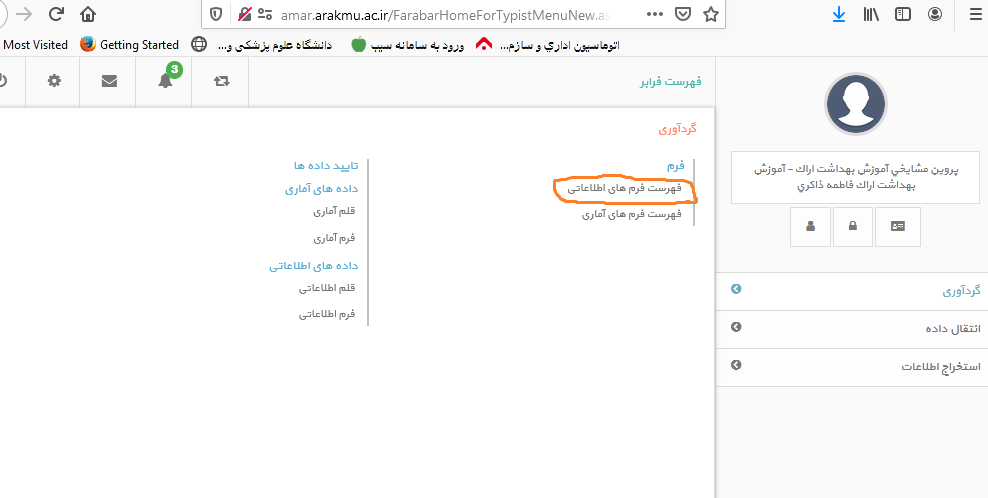 amar.arakmu.ac.ir/FarabarHomeForTypistMenuNew.as
Most Visited
Getting Started
دانشگاه علوم پزشکی و...
ورود به سامانه سیب
اتوماسیون اداري و سازم...
3
فهرست فرابر
گردآوری
فرم
فهرست فرم های اطلاعاتی
فهرست فرم های آماری
تایید داده ها
داده های آماری
قلم آماری
فرم آماری
داده های اطلاعاتی
قلم اطلاعاتی
فرم اطلاعاتی
پروین مشایخي آموزش بهداشت اراك - آموزش
بهداشت اراك فاطمه ذاکري
گردآوری
انتقال داده
استخراج اطلاعات